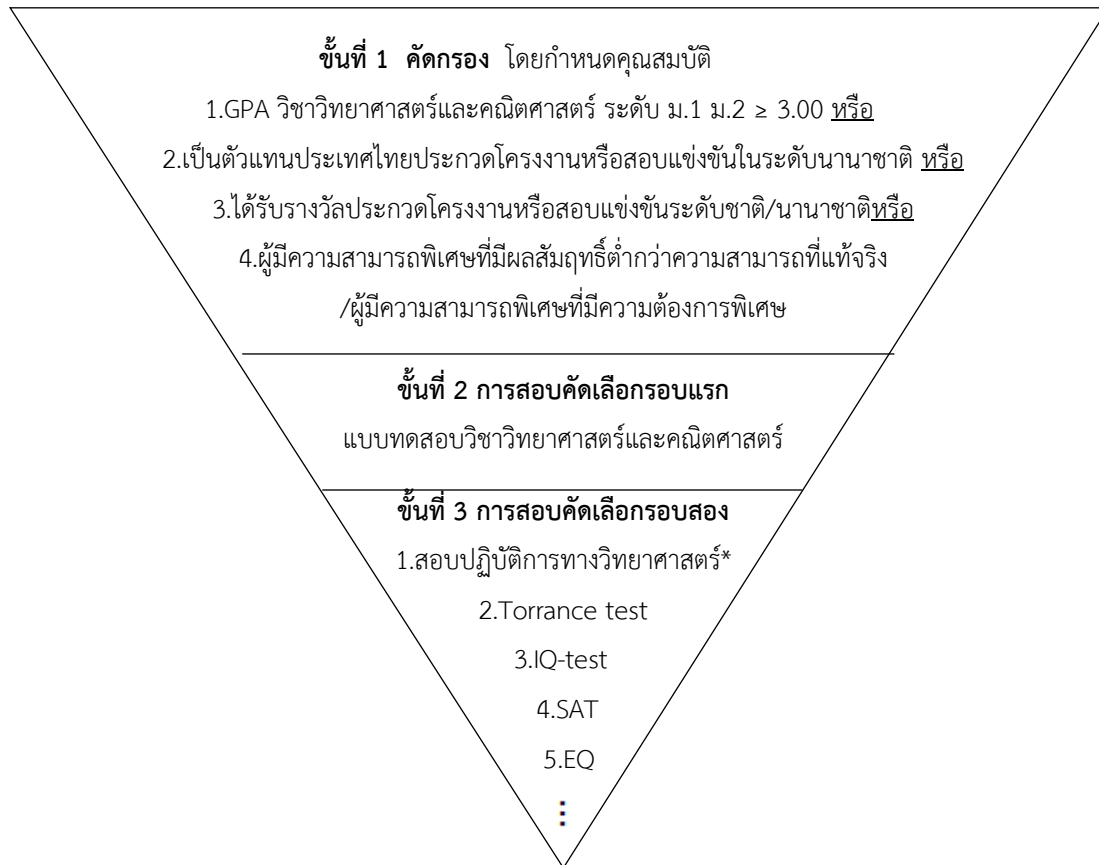 ขั้นที่ 1 คัดกรอง โดยกำหนดคุณสมบัติ
1.GPA วิชาวิทยาศาสตร์และคณิตศาสตร์ ระดับ ม.1 ม.2 ≥ 3.00 หรือ
2.เป็นตัวแทนประเทศไทยประกวดโครงงานหรือสอบแข่งขันในระดับนานาชาติ หรือ
3.ได้รับรางวัลประกวดโครงงานหรือสอบแข่งขันระดับชาติ/นานาชาติหรือ
4.ผู้มีความสามารถพิเศษที่มีผลสัมฤทธิ์ต่ำกว่าความสามารถที่แท้จริง
/ผู้มีความสามารถพิเศษที่มีความต้องการพิเศษ
ขั้นที่ 2 การสอบคัดเลือกรอบแรก
แบบทดสอบวิชาวิทยาศาสตร์และคณิตศาสตร์
ขั้นที่ 3 การสอบคัดเลือกรอบสอง
1.สอบปฏิบัติการทางวิทยาศาสตร์*
2.Torrance test
3.IQ-test
4.SAT
5.EQ
⋮